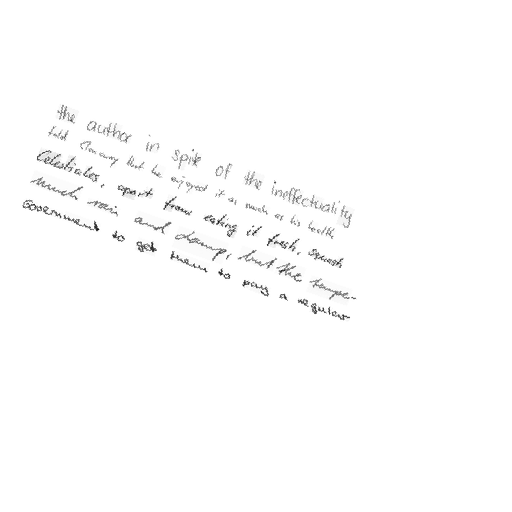 the author in spite of the ineffectuality
told Clancey that he enjoyed it as much as his health
Celestiales, apart from eating it fresh, squash
much rain and damp, but the temper-
Government to get them to pay a regular